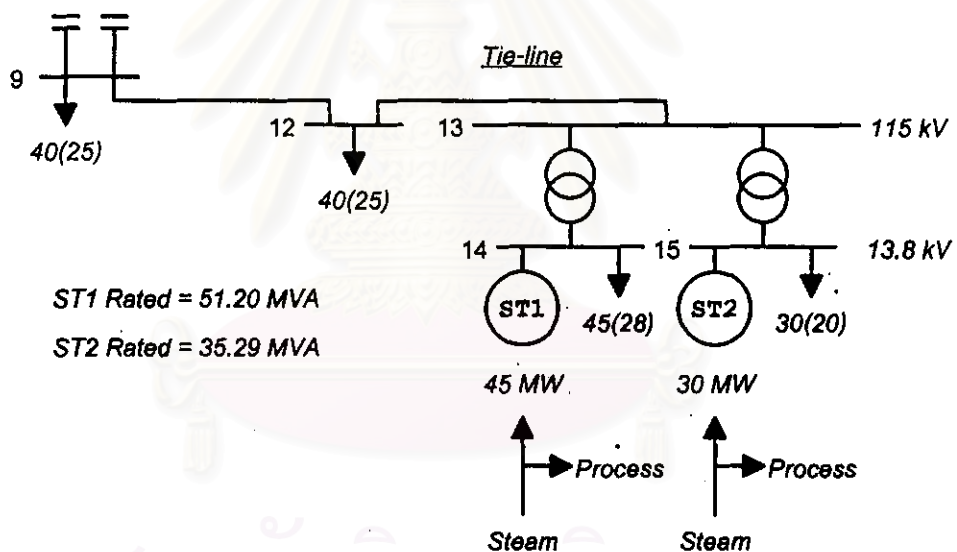 Tie-line
9
12
13
115 kV
40(25)
40(25)
14
15
13.8 kV
ST1 Rated = 51.20 MVA
ST1
45(28)
ST2
30(20)
ST2 Rated = 35.29 MVA
45 MW
30 MW
Process
Process
Steam
Steam